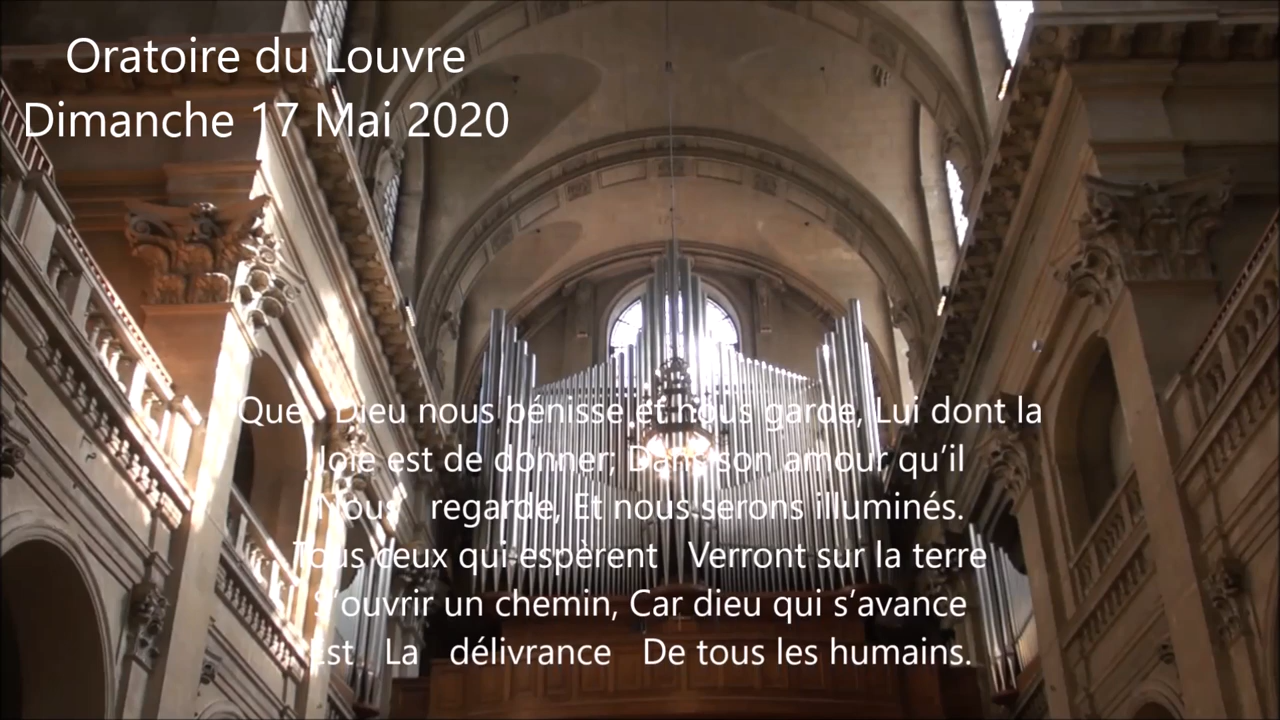 Oratoire du Louvre
Dimanche 17 Mai 2020
Que Dieu nous bénisse et nous garde, Lui dont la
Joie est de donner; Dans son amour qu’il
Nous regarde, Et nous serons illuminés.
Tous ceux qui espèrent Verront sur la terre
S’ouvrir un chemin, Car dieu qui s’avance
Est La délivrance De tous les humains.